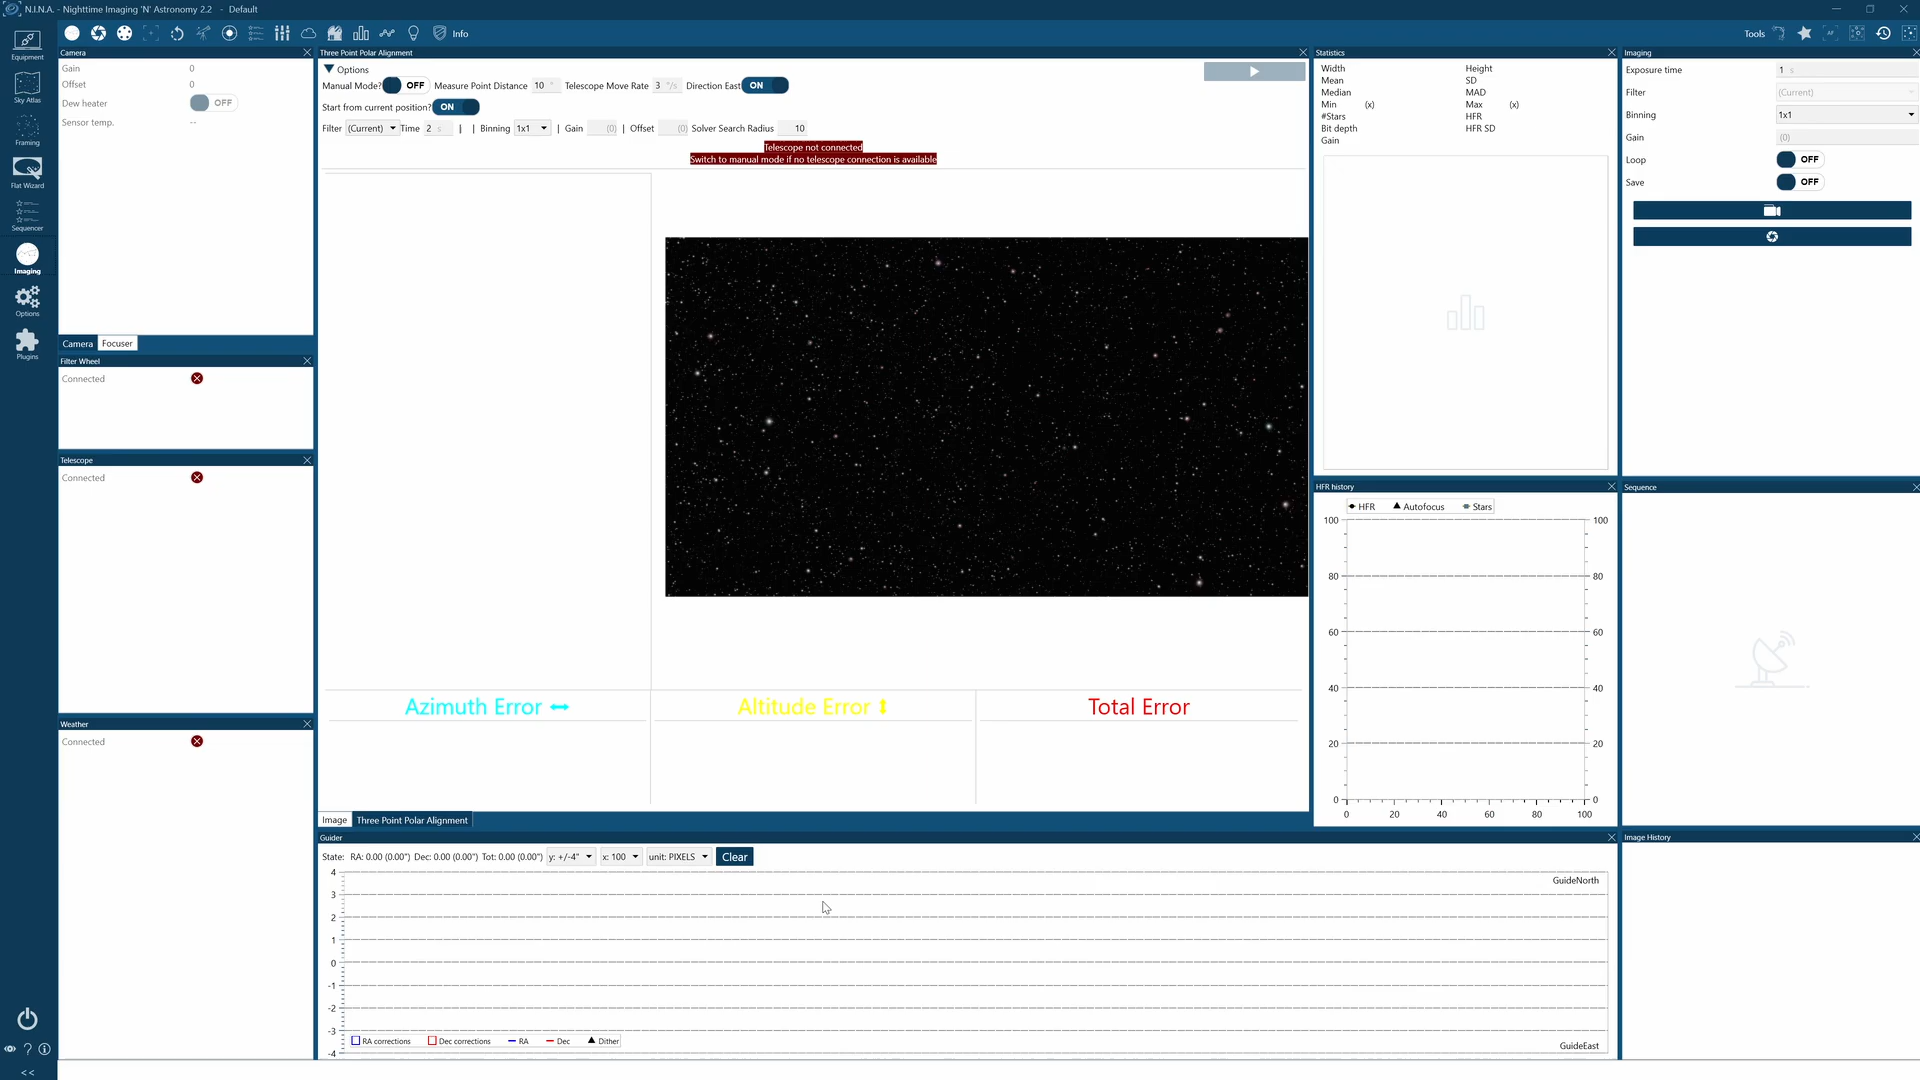 N.I.N.A. - Nighttime Imaging 'N' Astronomy 2.2 - Default
Info
Tools
Equipment
Sky Atlas
Framing
Flat Wizard
Sequencer
Imaging
Options
Plugins
<<
Camera
Gain 0
Offset 0
Dew heater OFF
Sensor temp. --
Camera Focuser
Filter Wheel
Connected
Telescope
Connected
Weather
Connected
Three Point Polar Alignment
Options
Manual Mode? OFF Measure Point Distance 10 ° Telescope Move Rate 3 °/s Direction East ON
Start from current position? ON
Filter (Current) Time 2 s | | Binning 1x1 | Gain (0) | Offset (0) Solver Search Radius 10
Telescope not connected
Switch to manual mode if no telescope connection is available
Azimuth Error Altitude Error Total Error
Image Three Point Polar Alignment
Guider
State: RA: 0.00 (0.00") Dec: 0.00 (0.00") Tot: 0.00 (0.00") y: +/-4" x: 100 unit: PIXELS Clear
4
3
2
1
0
-1
-2
-3
-4
GuideNorth
GuideEast
RA corrections Dec corrections RA Dec Dither
Statistics
Width Height
Mean SD
Median MAD
Min (x) Max (x)
#Stars HFR
Bit depth HFR SD
Gain
HFR history
HFR Autofocus Stars
100 100
80 80
60 60
40 40
20 20
0 0
0 20 40 60 80 100
Imaging
Exposure time 1 s
Filter (Current)
Binning 1x1
Gain (0)
Loop OFF
Save OFF
Sequence
Image History